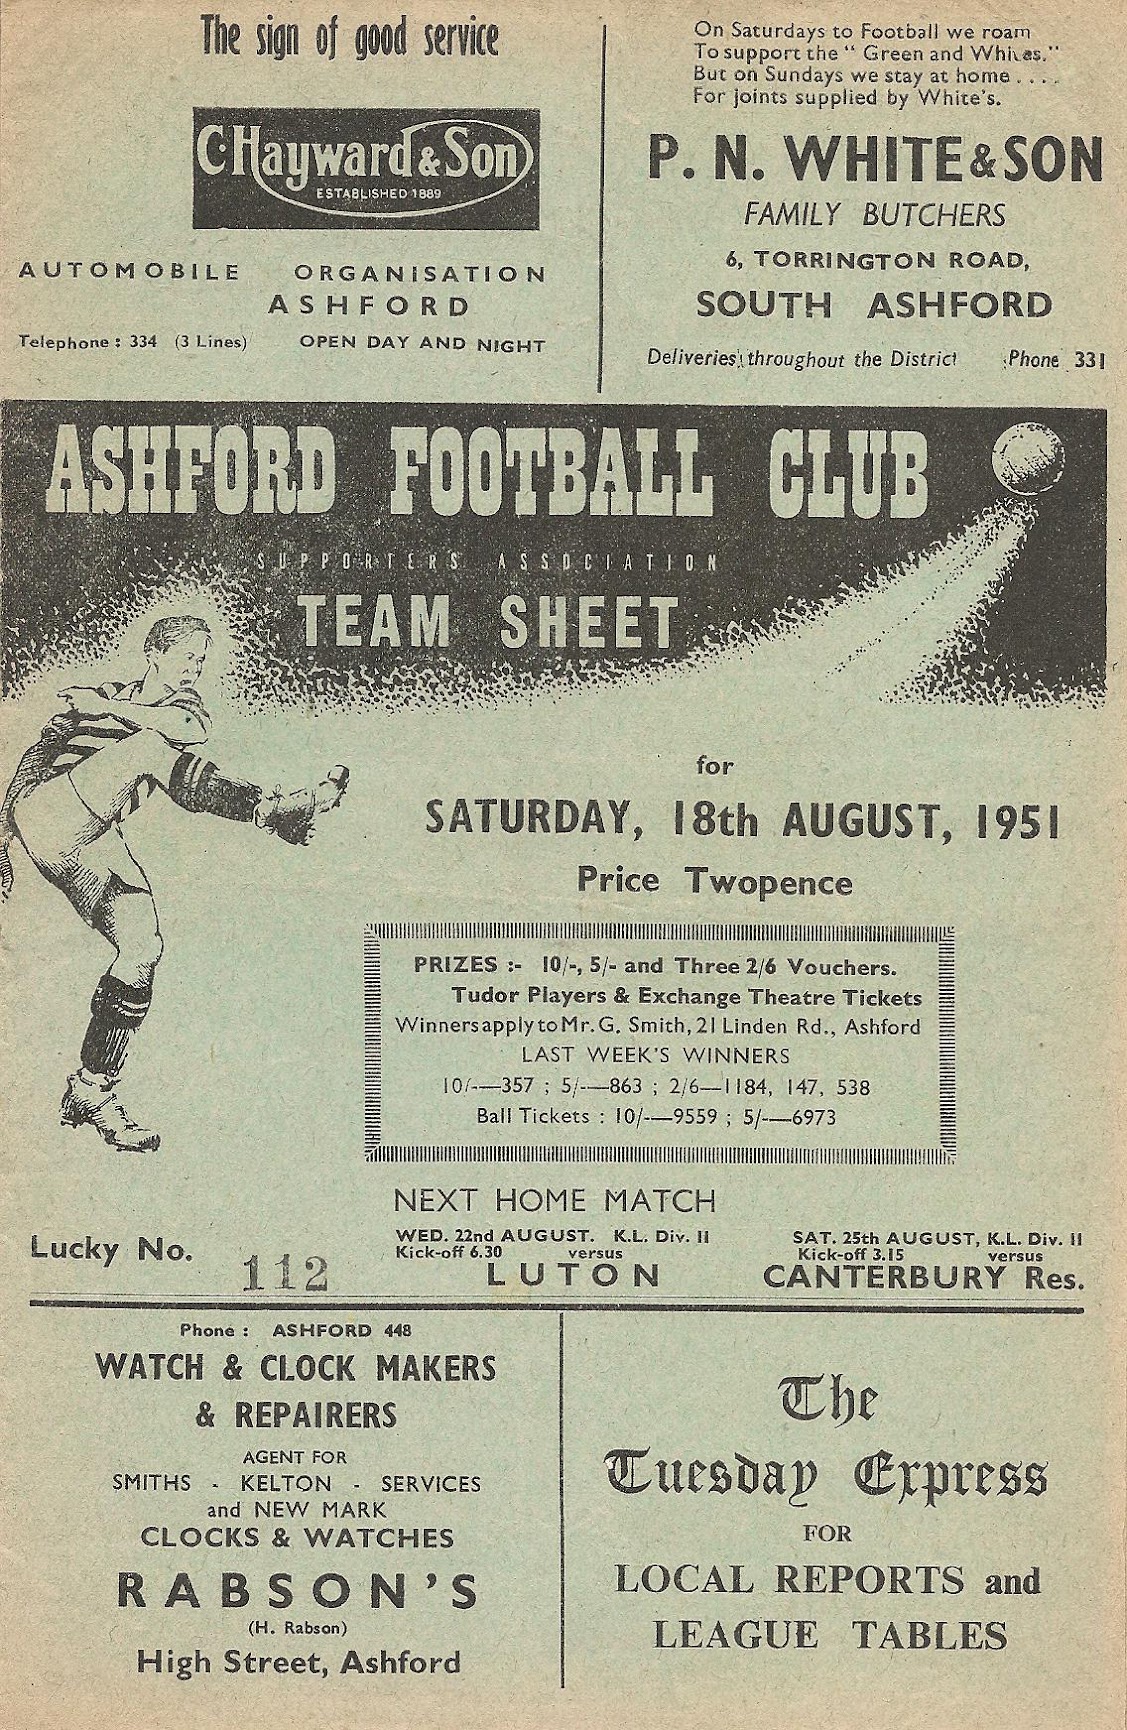 The sign of good service
C. Hayward & Son
ESTABLISHED 1889
AUTOMOBILE ORGANISATION
ASHFORD
Telephone : 334 (3 Lines) OPEN DAY AND NIGHT
On Saturdays to Football we roam
To support the " Green and Whites."
But on Sundays we stay at home . . . .
For joints supplied by White's.
P. N. WHITE & SON
FAMILY BUTCHERS
6, TORRINGTON ROAD,
SOUTH ASHFORD
Deliveries throughout the District Phone 331
ASHFORD FOOTBALL CLUB
SUPPORTERS ASSOCIATION
TEAM SHEET
for
SATURDAY, 18th AUGUST, 1951
Price Twopence
PRIZES :- 10/-, 5/- and Three 2/6 Vouchers.
Tudor Players & Exchange Theatre Tickets
Winners apply to Mr. G. Smith, 21 Linden Rd., Ashford
LAST WEEK'S WINNERS
10/-—357 ; 5/-—863 ; 2/6—1184, 147, 538
Ball Tickets : 10/-—9559 ; 5/-—6973
NEXT HOME MATCH
WED. 22nd AUGUST. K.L. Div. II
Kick-off 6.30 versus
LUTON
SAT. 25th AUGUST, K.L. Div. II
Kick-off 3.15 versus
CANTERBURY Res.
Lucky No. 112
Phone : ASHFORD 448
WATCH & CLOCK MAKERS
& REPAIRERS
AGENT FOR
SMITHS - KELTON - SERVICES
and NEW MARK
CLOCKS & WATCHES
RABSON'S
(H. Rabson)
High Street, Ashford
The
Tuesday Express
FOR
LOCAL REPORTS and
LEAGUE TABLES